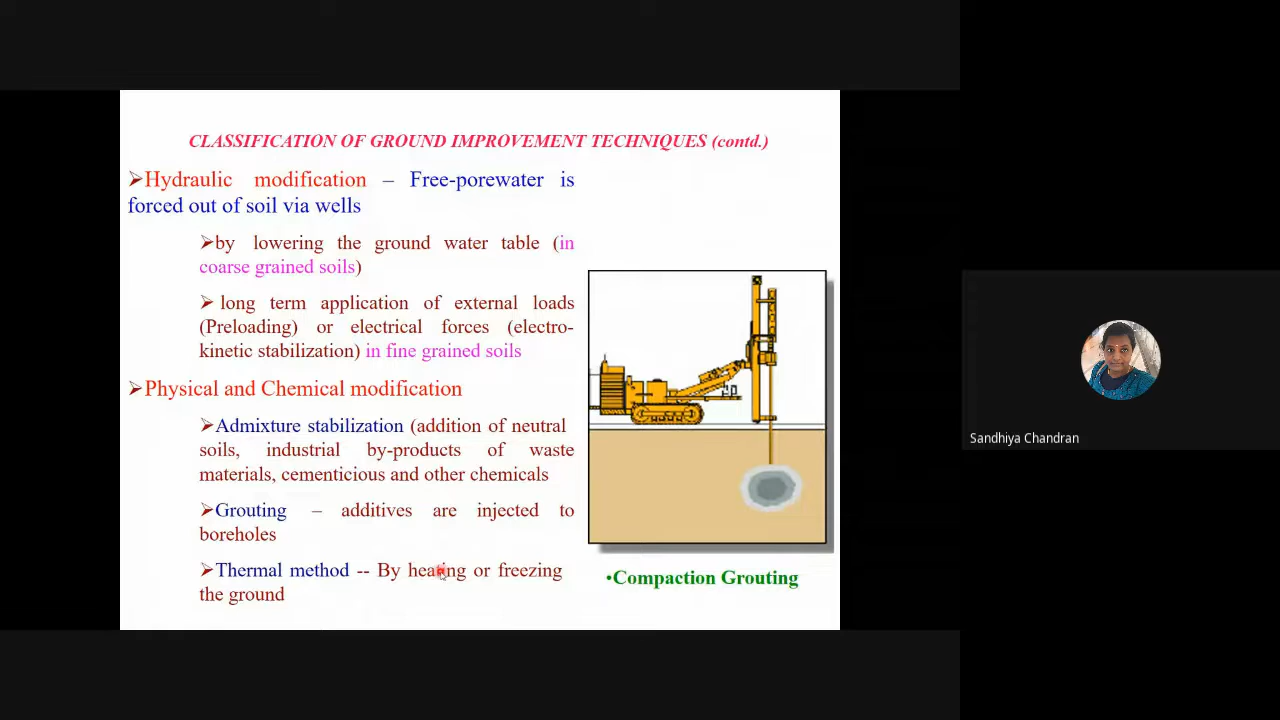 CLASSIFICATION OF GROUND IMPROVEMENT TECHNIQUES (contd.)
➢Hydraulic modification – Free-porewater is
forced out of soil via wells
➢by lowering the ground water table (in
coarse grained soils)
➢ long term application of external loads
(Preloading) or electrical forces (electro-
kinetic stabilization) in fine grained soils
➢Physical and Chemical modification
➢Admixture stabilization (addition of neutral
soils, industrial by-products of waste
materials, cementicious and other chemicals
➢Grouting – additives are injected to
boreholes
➢Thermal method -- By heating or freezing
the ground
•Compaction Grouting
Sandhiya Chandran